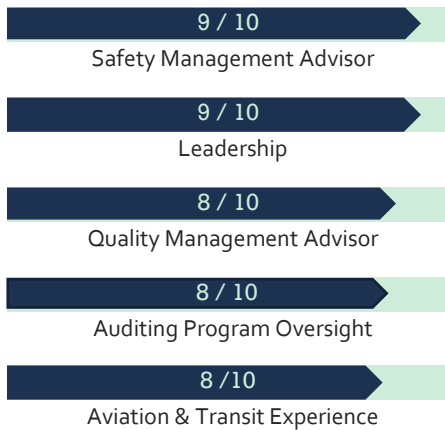 9 / 10
Safety Management Advisor
9 / 10
Leadership
8 / 10
Quality Management Advisor
8 / 10
Auditing Program Oversight
8 /10
Aviation & Transit Experience